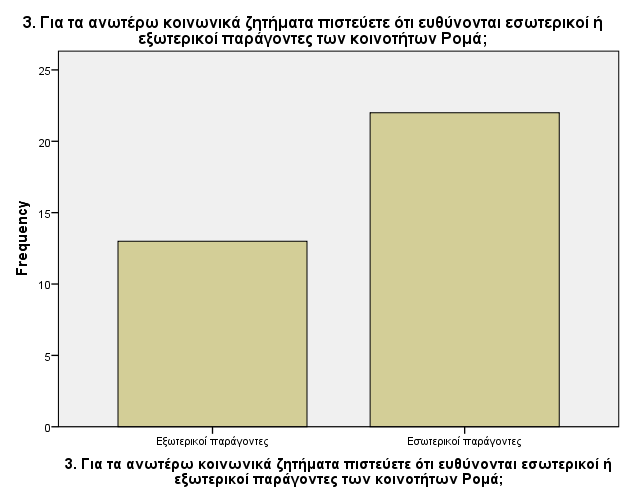 3. Για τα ανωτέρω κοινωνικά ζητήματα πιστεύετε ότι ευθύνονται εσωτερικοί ή
εξωτερικοί παράγοντες των κοινοτήτων Ρομά;
25
20
15
10
5
0
Frequency
Εξωτερικοί παράγοντες
Εσωτερικοί παράγοντες
3. Για τα ανωτέρω κοινωνικά ζητήματα πιστεύετε ότι ευθύνονται εσωτερικοί ή
εξωτερικοί παράγοντες των κοινοτήτων Ρομά;